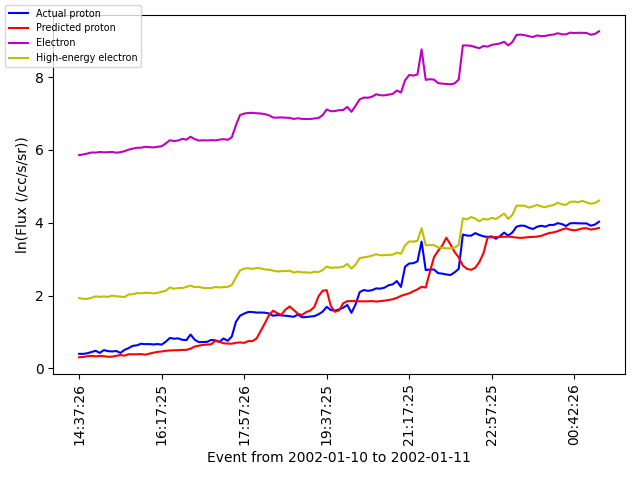 Actual proton
Predicted proton
Electron
High-energy electron
ln(Flux (/cc/s/sr))
8
6
4
2
0
14:37:26
16:17:25
17:57:26
19:37:25
21:17:25
22:57:25
00:42:26
Event from 2002-01-10 to 2002-01-11